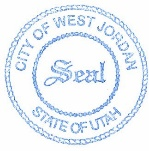 CITY OF WEST JORDAN
Seal
STATE OF UTAH